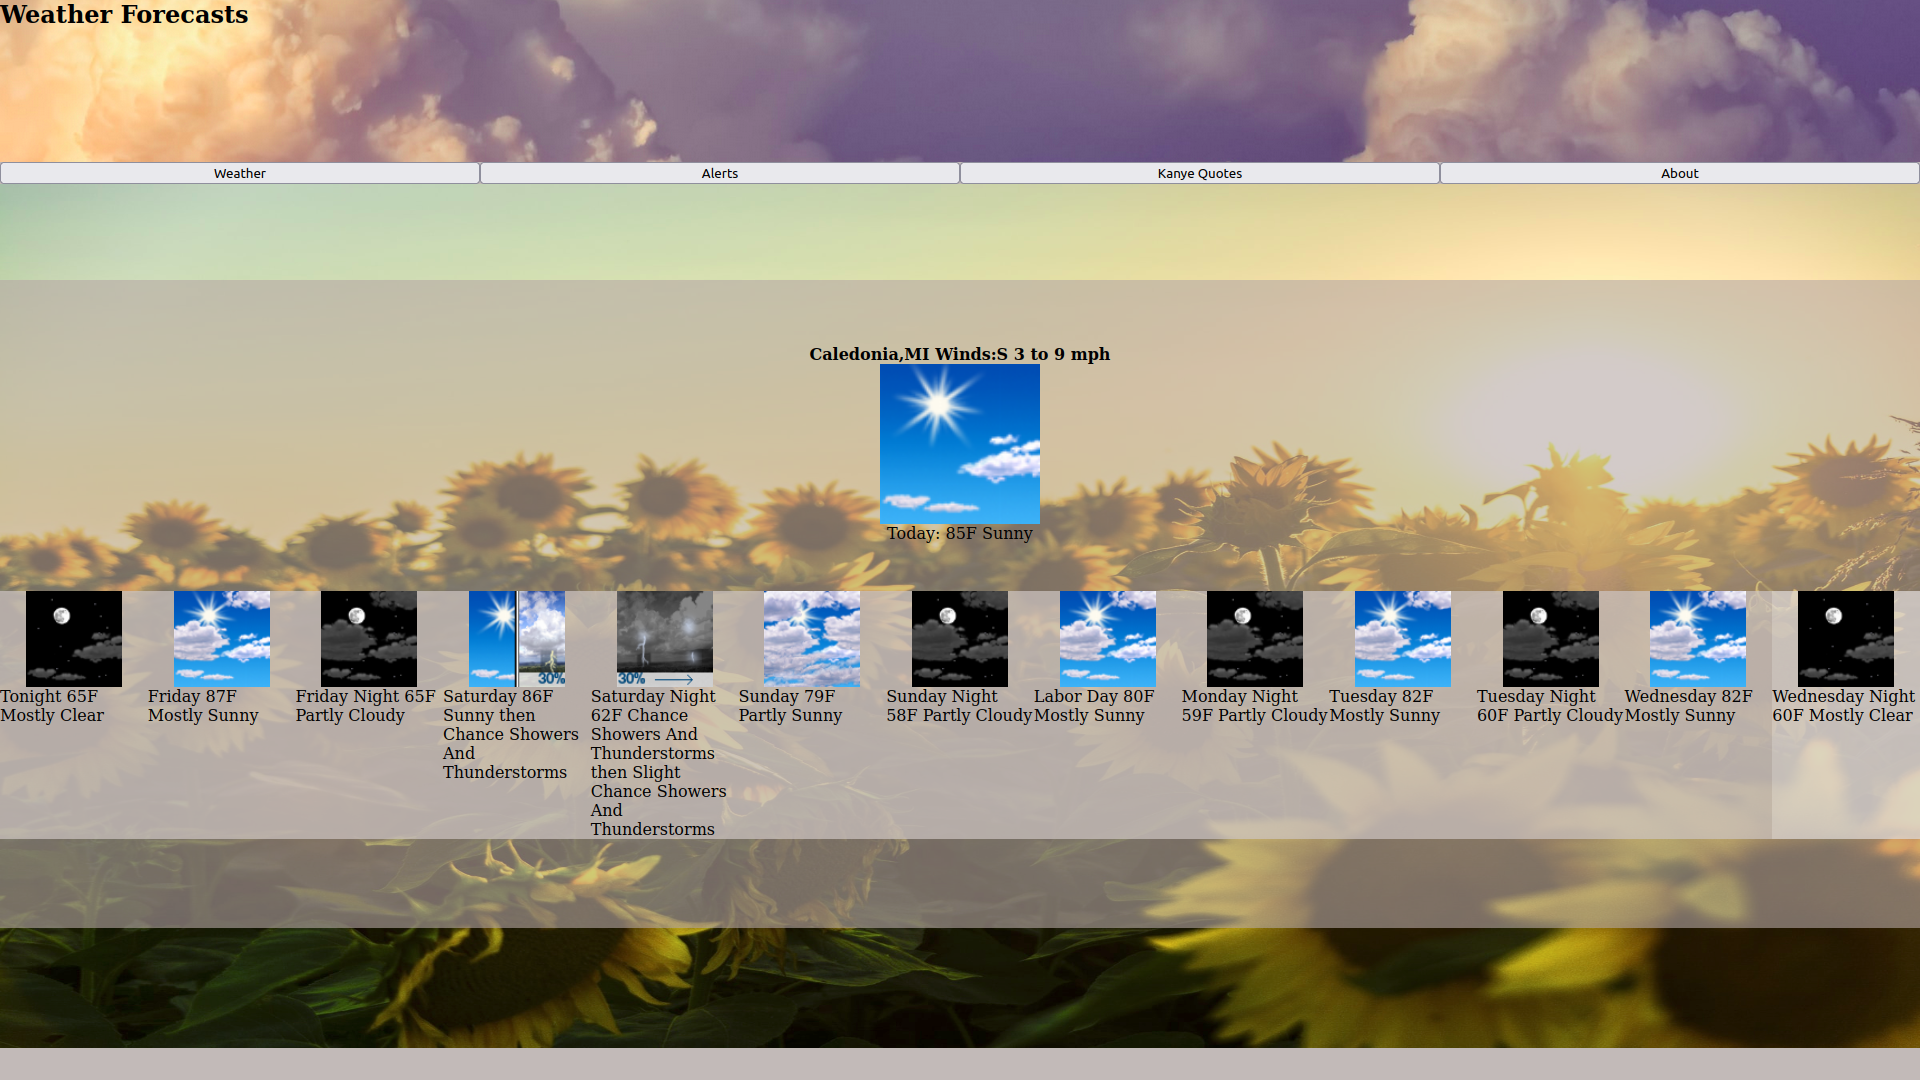 Weather Forecasts
Weather
Alerts
Kanye Quotes
About
Caledonia,MI Winds:S 3 to 9 mph
Today: 85F Sunny
Tonight 65F
Mostly Clear
Friday 87F
Mostly Sunny
Friday Night 65F
Partly Cloudy
30%
Saturday 86F
Sunny then
Chance Showers
And
Thunderstorms
30%
Saturday Night
62F Chance
Showers And
Thunderstorms
then Slight
Chance Showers
And
Thunderstorms
Sunday 79F
Partly Sunny
Sunday Night
58F Partly Cloudy
Labor Day 80F
Mostly Sunny
Monday Night
59F Partly Cloudy
Tuesday 82F
Mostly Sunny
Tuesday Night
60F Partly Cloudy
Wednesday 82F
Mostly Sunny
Wednesday Night
60F Mostly Clear